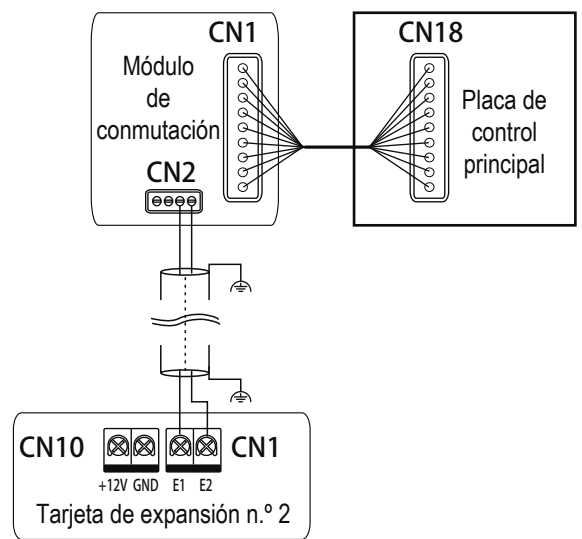 CN1
CN18
Módulo
de
conmutación
Placa de
control
principal
CN2
CN10
CN1
+12V GND E1 E2
Tarjeta de expansión n.º 2